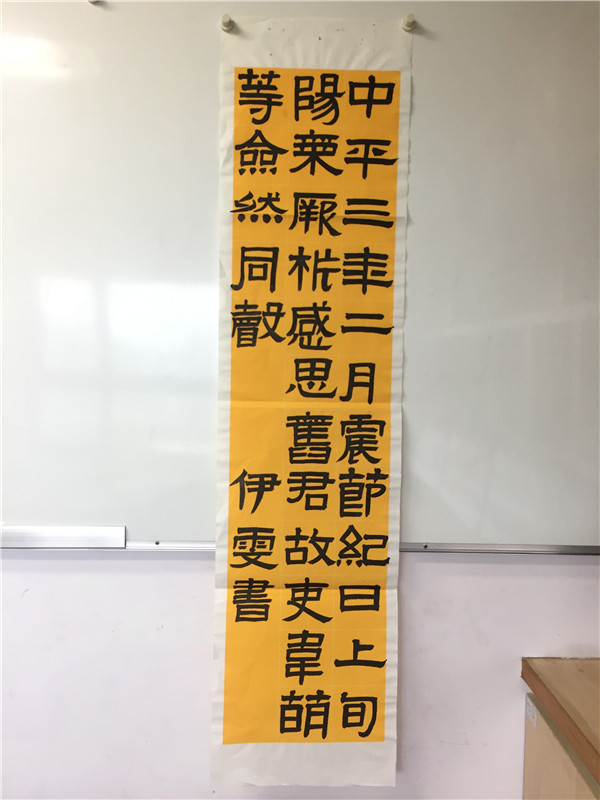 中平三年二月震節紀日上旬
陽氣厥析感思舊君故吏韋萌
等僉然同聲
伊雯書